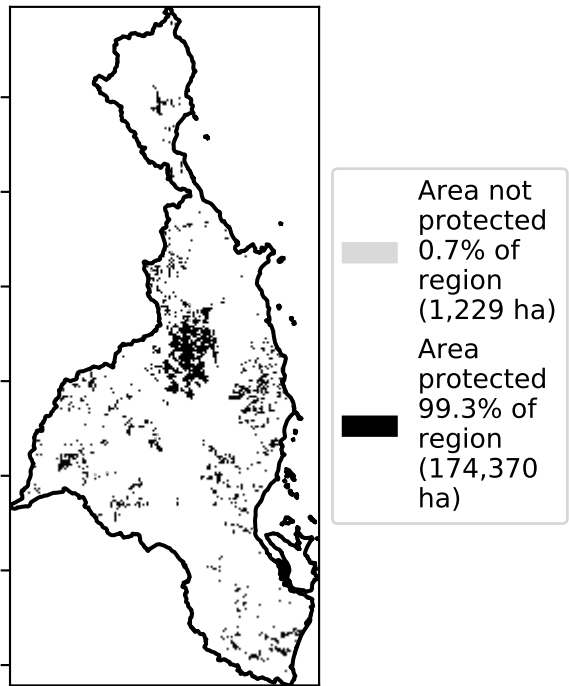 Area not
protected
0.7% of
region
(1,229 ha)
Area
protected
99.3% of
region
(174,370
ha)